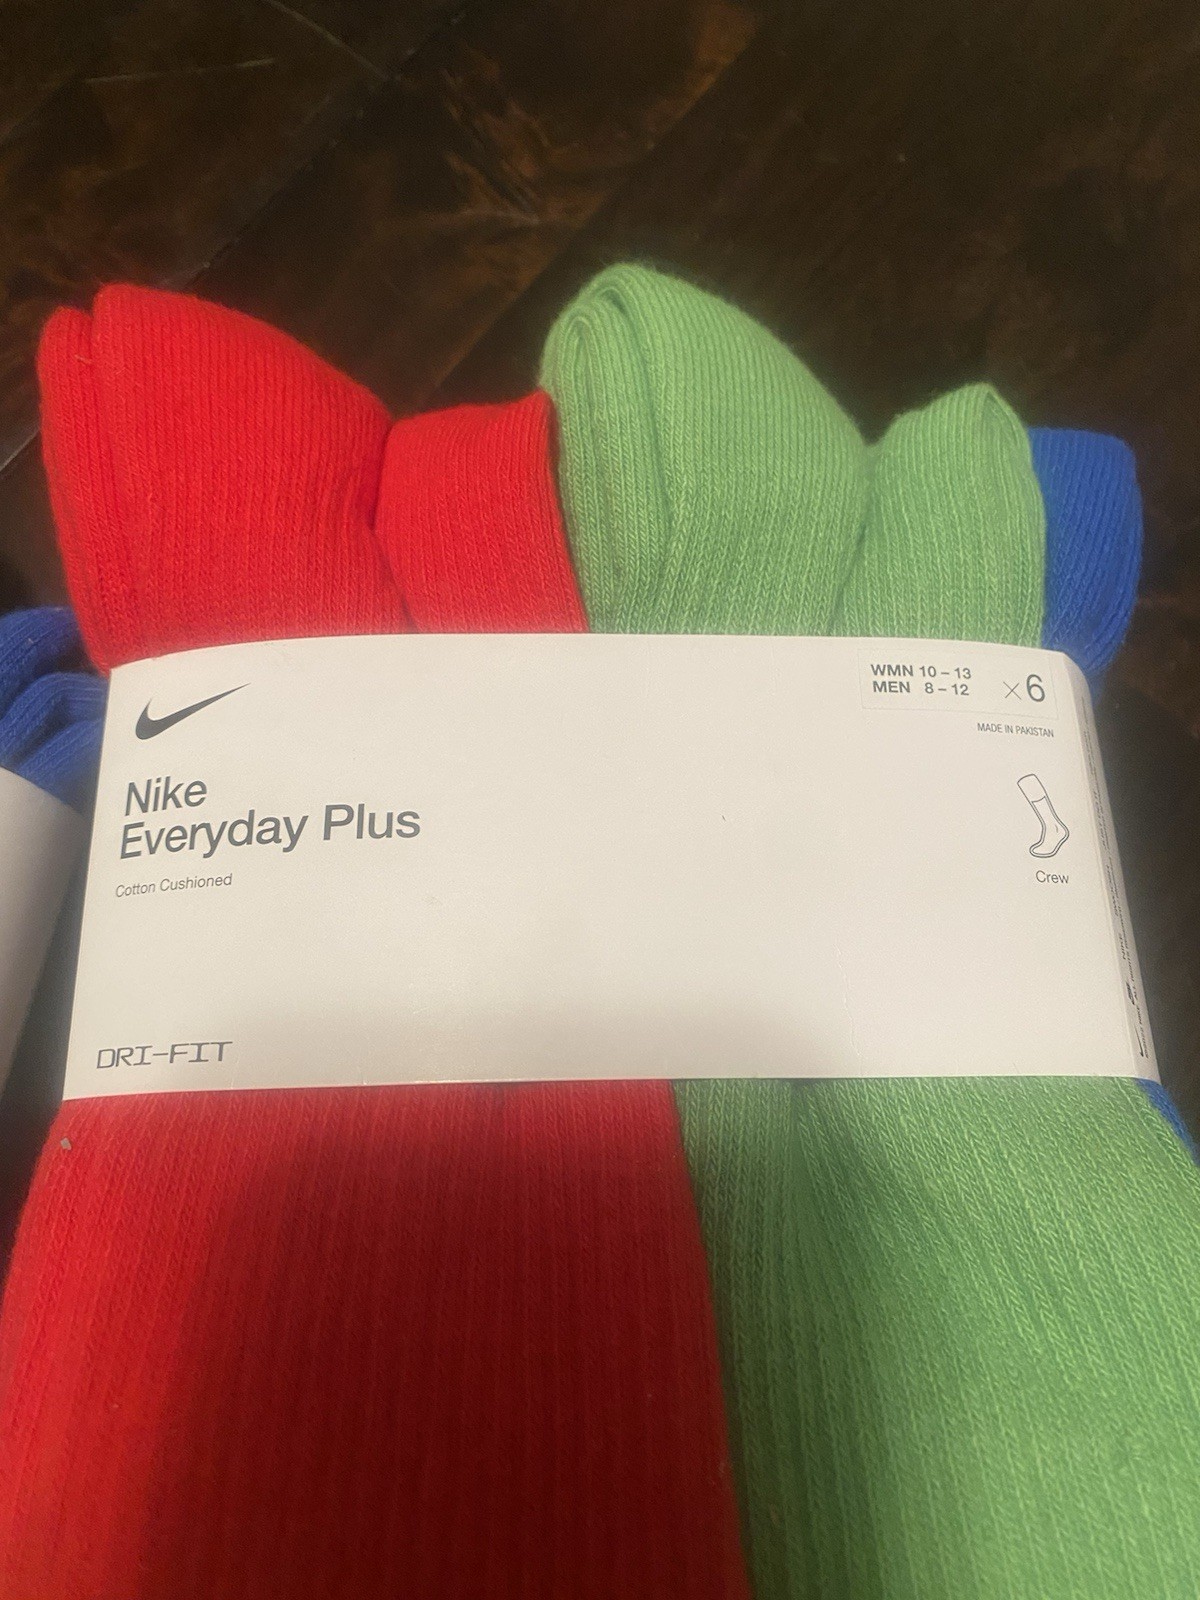 WMN 10 – 13
MEN 8 – 12
×6
MADE IN PAKISTAN
Nike
Everyday Plus
Cotton Cushioned
Crew
DRI–FIT